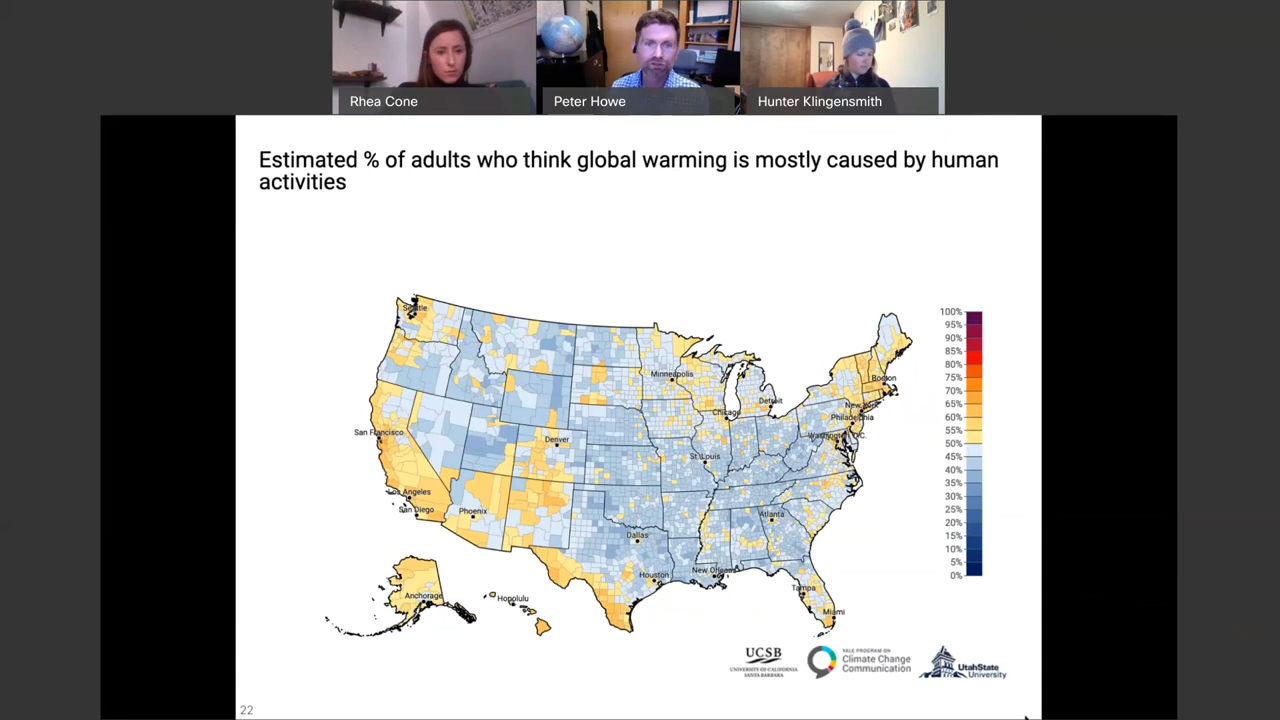 Rhea Cone
Peter Howe
Hunter Klingensmith
Estimated % of adults who think global warming is mostly caused by human
activities
Seattle
Minneapolis
Boston
Detroit
New York
Chicago
Philadelphia
San Francisco
Denver
Washington D.C.
St. Louis
Los Angeles
San Diego
Phoenix
Atlanta
Dallas
Houston
New Orleans
Anchorage
Honolulu
Tampa
Miami
100%
95%
90%
85%
80%
75%
70%
65%
60%
55%
50%
45%
40%
35%
30%
25%
20%
15%
10%
5%
0%
UCSB
UNIVERSITY OF CALIFORNIA
SANTA BARBARA
YALE PROGRAM ON
Climate Change
Communication
UtahState
University
22